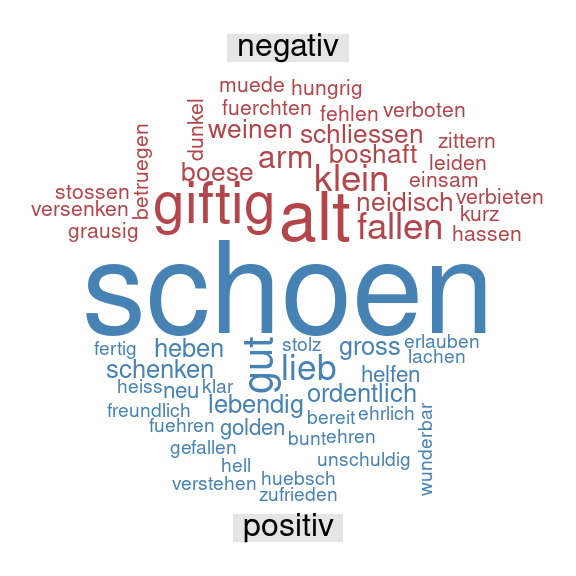 negativ
muede hungrig
fuerchten fehlen verboten
dunkel weinen schliessen zittern
betruegen arm boshaft leiden
boese klein einsam
stossen giftig alt neidisch verbieten
versenken kurz
grausig fallen hassen
schoen
fertig heben gut stolz gross erlauben
schenken lieb lachen
heiss neu klar helfen
freundlich lebendig ordentlich
fuehren golden bereit ehrlich wunderbar
gefallen bunt ehren
hell unschuldig
verstehen huebsch
zufrieden
positiv